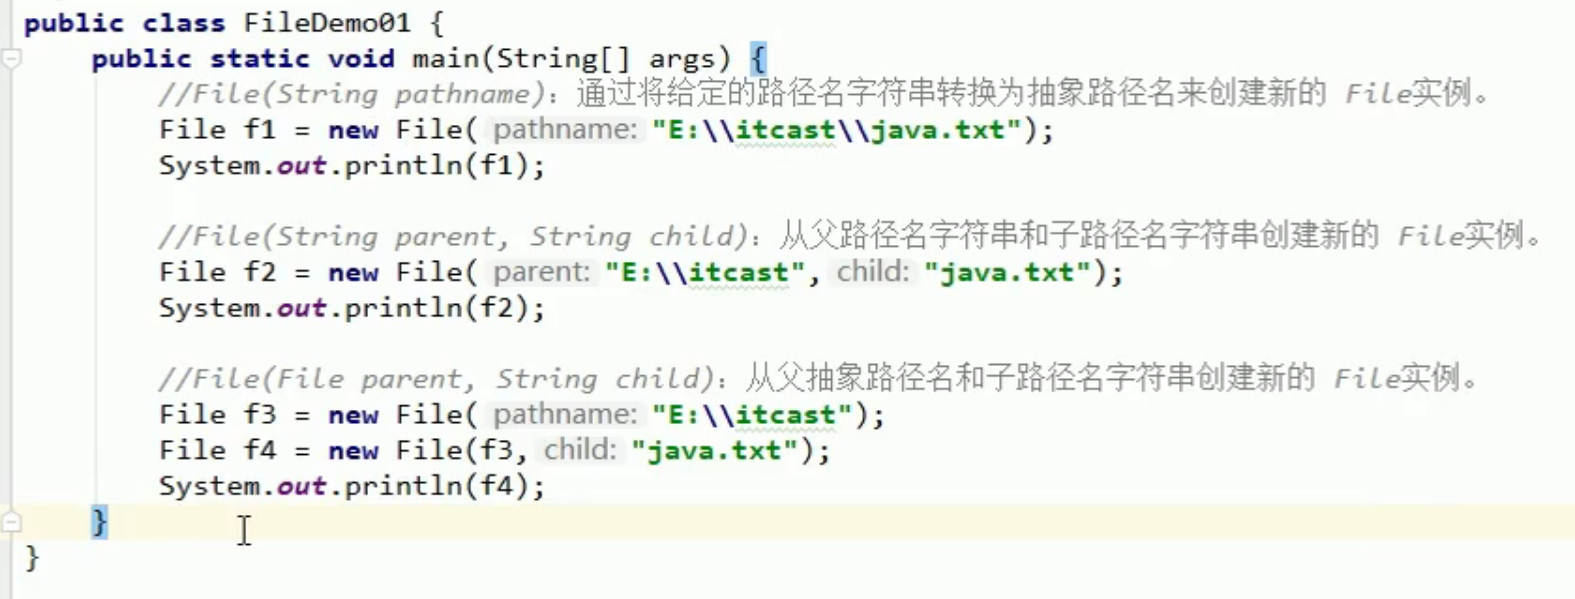 public class FileDemo01 {
public static void main(String[] args) {
//File(String pathname)：通过将给定的路径名字符串转换为抽象路径名来创建新的 File实例。
File f1 = new File( pathname: "E:\\itcast\\java.txt");
System.out.println(f1);
//File(String parent, String child)：从父路径名字符串和子路径名字符串创建新的 File实例。
File f2 = new File( parent: "E:\\itcast", child: "java.txt");
System.out.println(f2);
//File(File parent, String child)：从父抽象路径名和子路径名字符串创建新的 File实例。
File f3 = new File( pathname: "E:\\itcast");
File f4 = new File(f3, child: "java.txt");
System.out.println(f4);
}
}